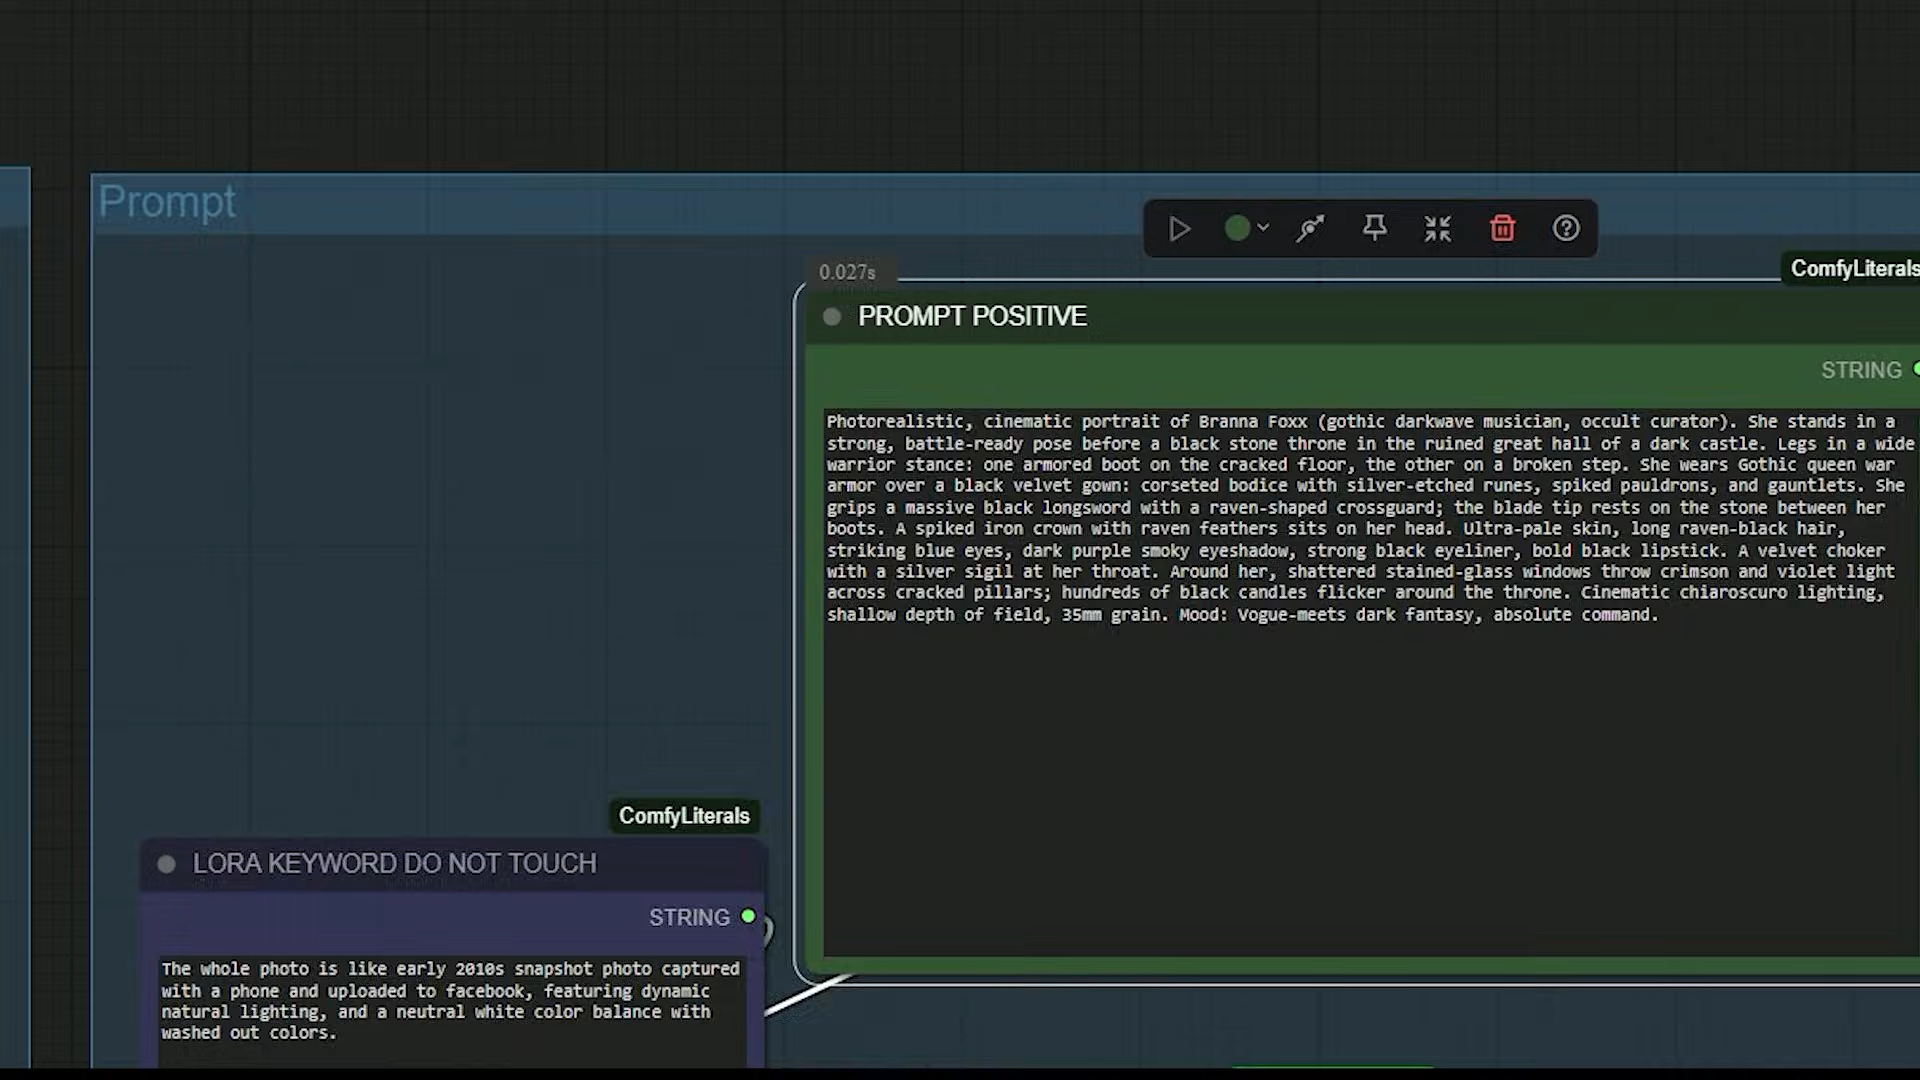 Prompt
0.027s
ComfyLiterals
PROMPT POSITIVE
STRING
Photorealistic, cinematic portrait of Branna Foxx (gothic darkwave musician, occult curator). She stands in a
strong, battle-ready pose before a black stone throne in the ruined great hall of a dark castle. Legs in a wide
warrior stance: one armored boot on the cracked floor, the other on a broken step. She wears Gothic queen war
armor over a black velvet gown: corseted bodice with silver-etched runes, spiked pauldrons, and gauntlets. She
grips a massive black longsword with a raven-shaped crossguard; the blade tip rests on the stone between her
boots. A spiked iron crown with raven feathers sits on her head. Ultra-pale skin, long raven-black hair,
striking blue eyes, dark purple smoky eyeshadow, strong black eyeliner, bold black lipstick. A velvet choker
with a silver sigil at her throat. Around her, shattered stained-glass windows throw crimson and violet light
across cracked pillars; hundreds of black candles flicker around the throne. Cinematic chiaroscuro lighting,
shallow depth of field, 35mm grain. Mood: Vogue-meets dark fantasy, absolute command.
ComfyLiterals
LORA KEYWORD DO NOT TOUCH
STRING
The whole photo is like early 2010s snapshot photo captured
with a phone and uploaded to facebook, featuring dynamic
natural lighting, and a neutral white color balance with
washed out colors.